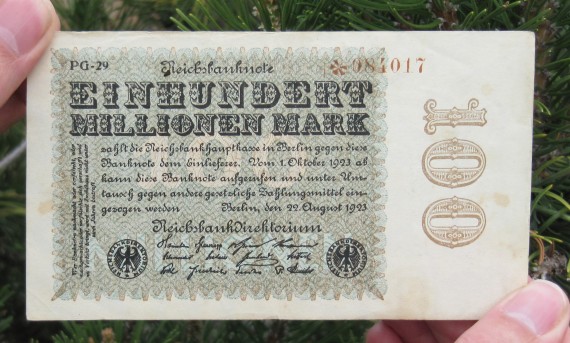 PG-29
Reichsbanknote
* 084017
EINHUNDERT
MILLIONEN MARK
zahlt die Reichsbankhauptkasse in Berlin gegen diese
Banknote dem Einlieferer. Vom 1. Oktober 1923 ab
kann diese Banknote aufgerufen und unter Um-
tausch gegen andere gesetzliche Zahlungsmittel ein-
gezogen werden
Berlin, den 22. August 1923
Reichsbankdirektorium
100